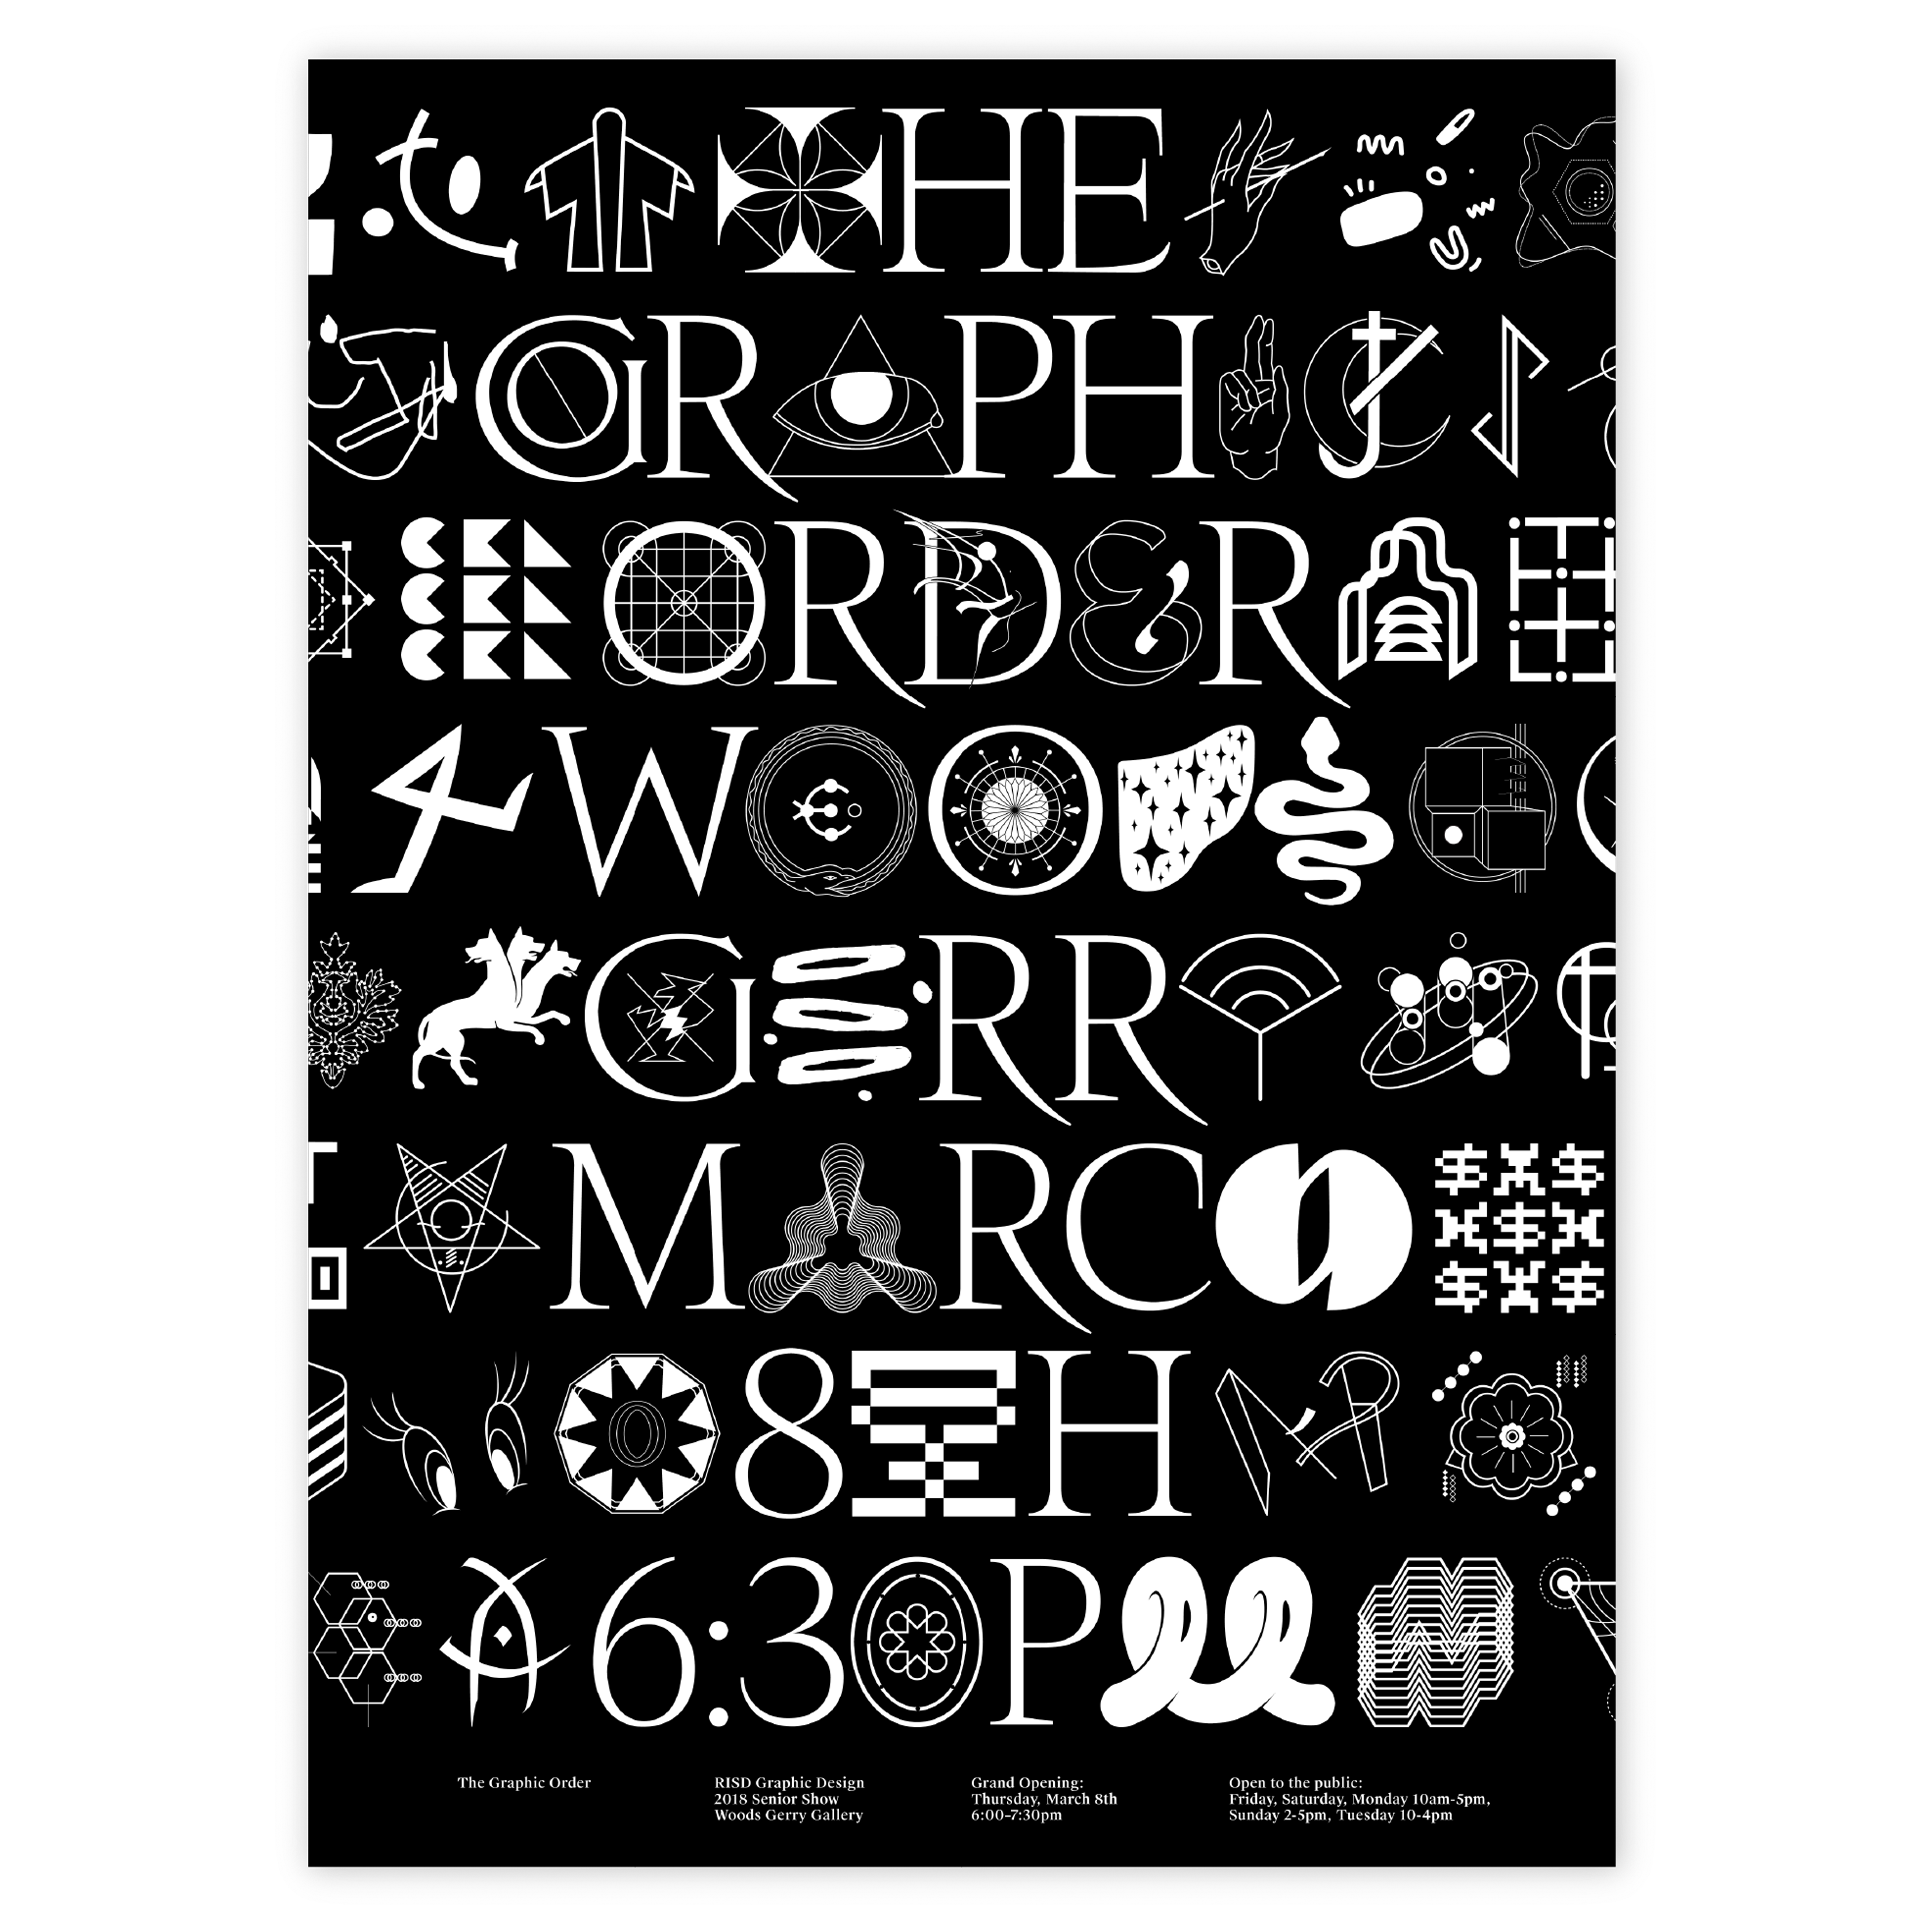 THE
GRAPHIC
ORDER
WOODS
GERRY
MARCO
8TH
6:30PM
The Graphic Order
RISD Graphic Design
2018 Senior Show
Woods Gerry Gallery
Grand Opening:
Thursday, March 8th
6:00–7:30pm
Open to the public:
Friday, Saturday, Monday 10am-5pm,
Sunday 2-5pm, Tuesday 10-4pm